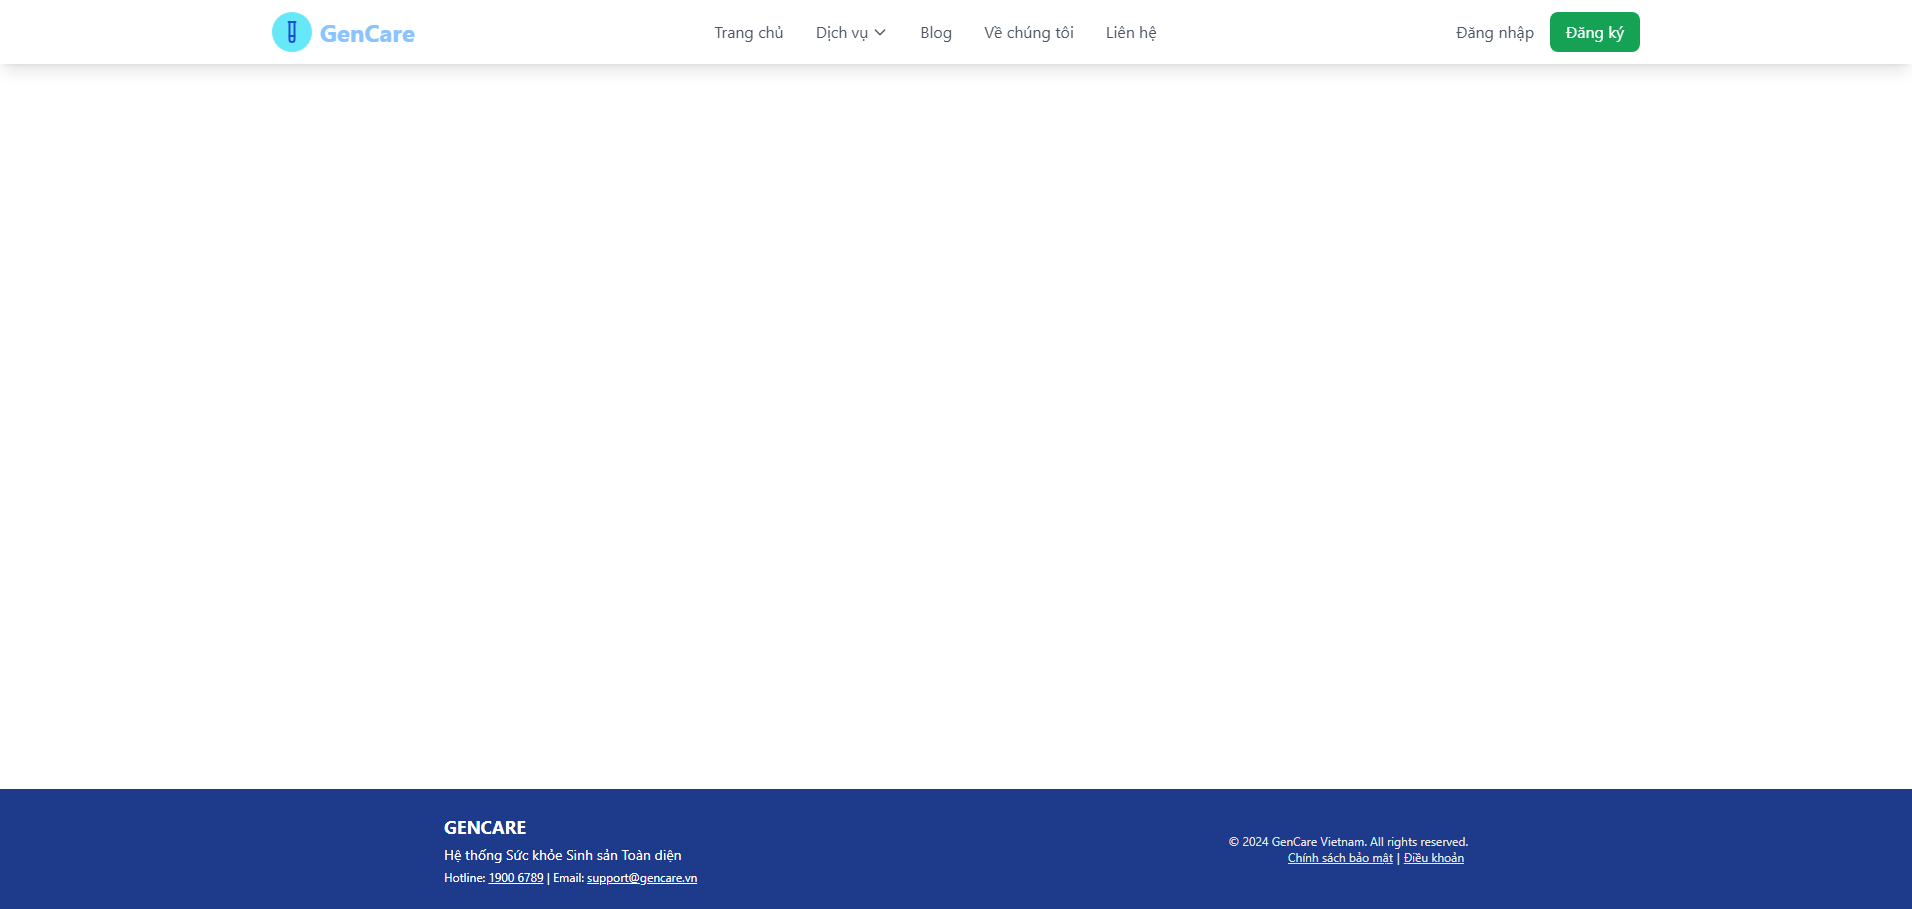 GenCare
Trang chủ
Dịch vụ
Blog
Về chúng tôi
Liên hệ
Đăng nhập
Đăng ký
GENCARE
Hệ thống Sức khỏe Sinh sản Toàn diện
Hotline: 1900 6789 | Email: support@gencare.vn
© 2024 GenCare Vietnam. All rights reserved.
Chính sách bảo mật | Điều khoản